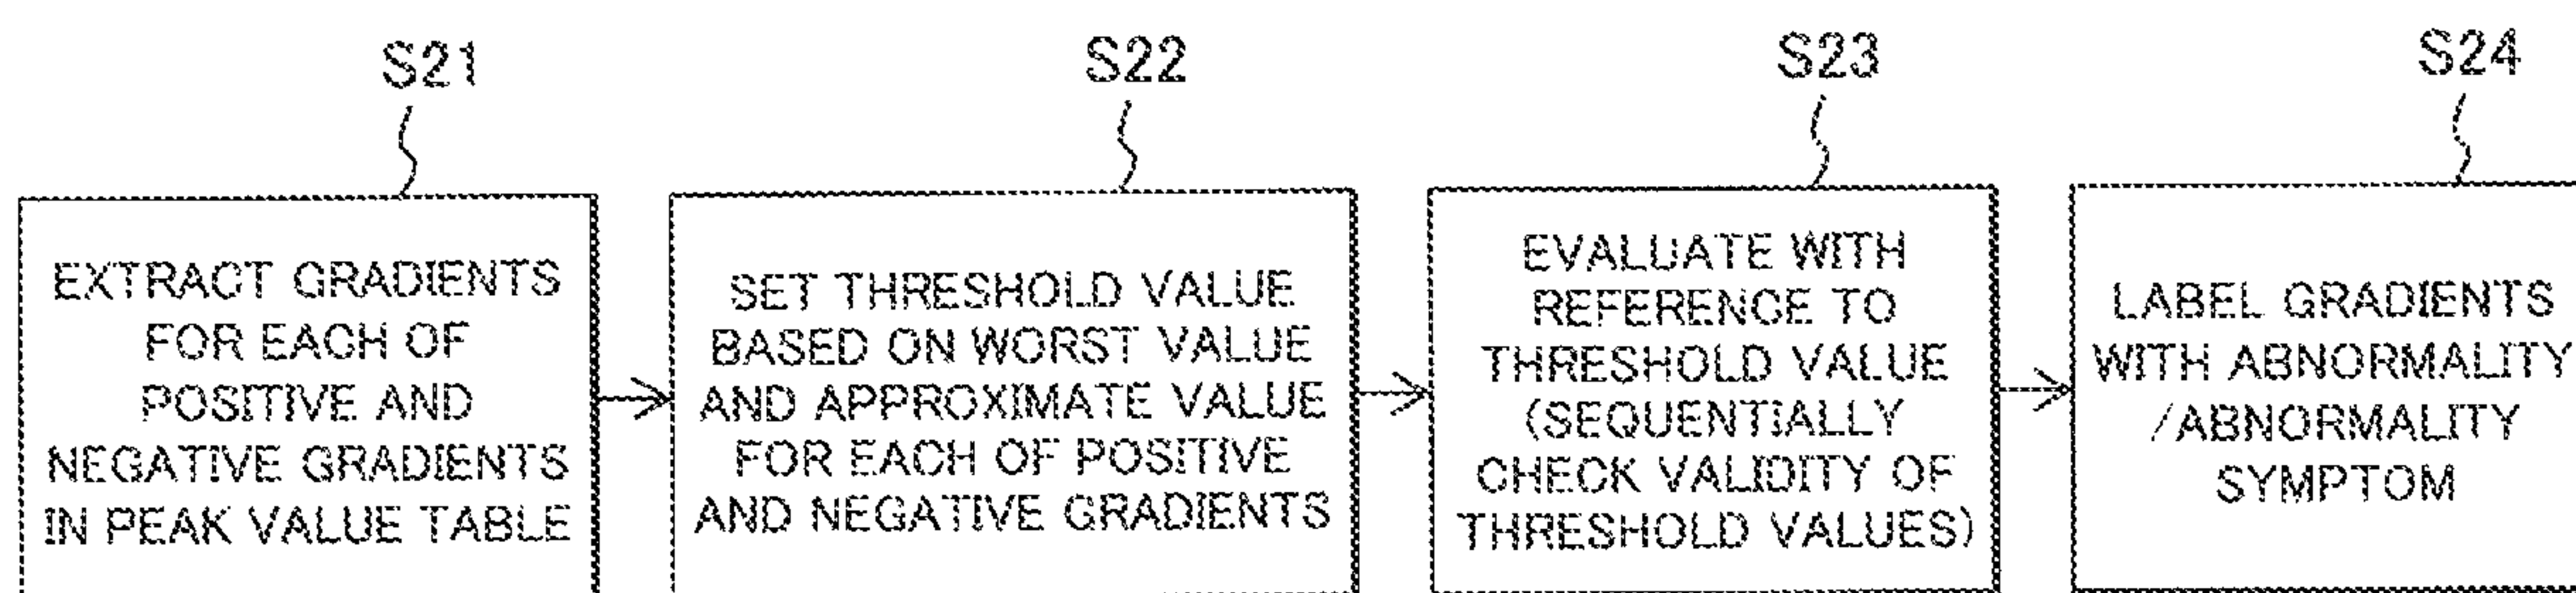 S21
S22
S23
S24
EXTRACT GRADIENTS
FOR EACH OF
POSITIVE AND
NEGATIVE GRADIENTS
IN PEAK VALUE TABLE
SET THRESHOLD VALUE
BASED ON WORST VALUE
AND APPROXIMATE VALUE
FOR EACH OF POSITIVE
AND NEGATIVE GRADIENTS
EVALUATE WITH
REFERENCE TO
THRESHOLD VALUE
(SEQUENTIALLY
CHECK VALIDITY OF
THRESHOLD VALUES)
LABEL GRADIENTS
WITH ABNORMALITY
/ABNORMALITY
SYMPTOM